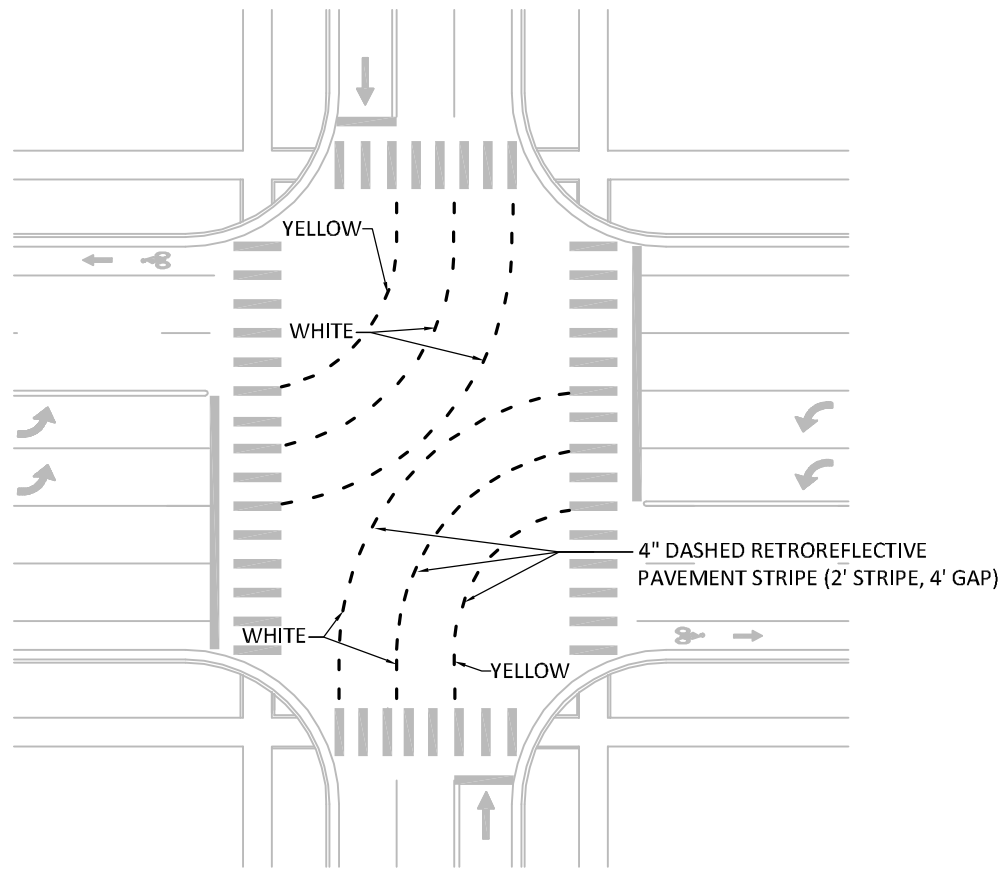 YELLOW
WHITE
4" DASHED RETROREFLECTIVE
PAVEMENT STRIPE (2' STRIPE, 4' GAP)
WHITE
YELLOW